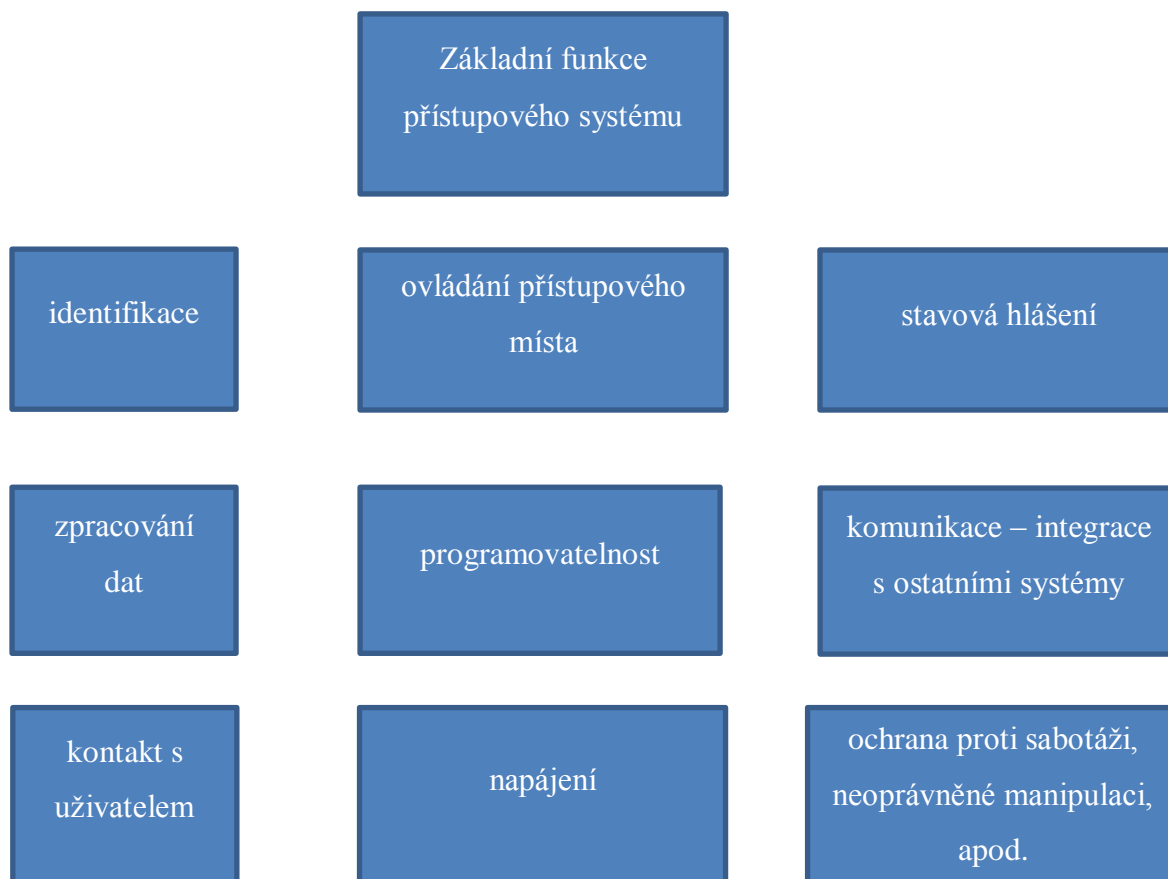 Základní funkce
přístupového systému
identifikace
ovládání přístupového
místa
stavová hlášení
zpracování
dat
programovatelnost
komunikace – integrace
s ostatními systémy
kontakt s
uživatelem
napájení
ochrana proti sabotáži,
neoprávněné manipulaci,
apod.